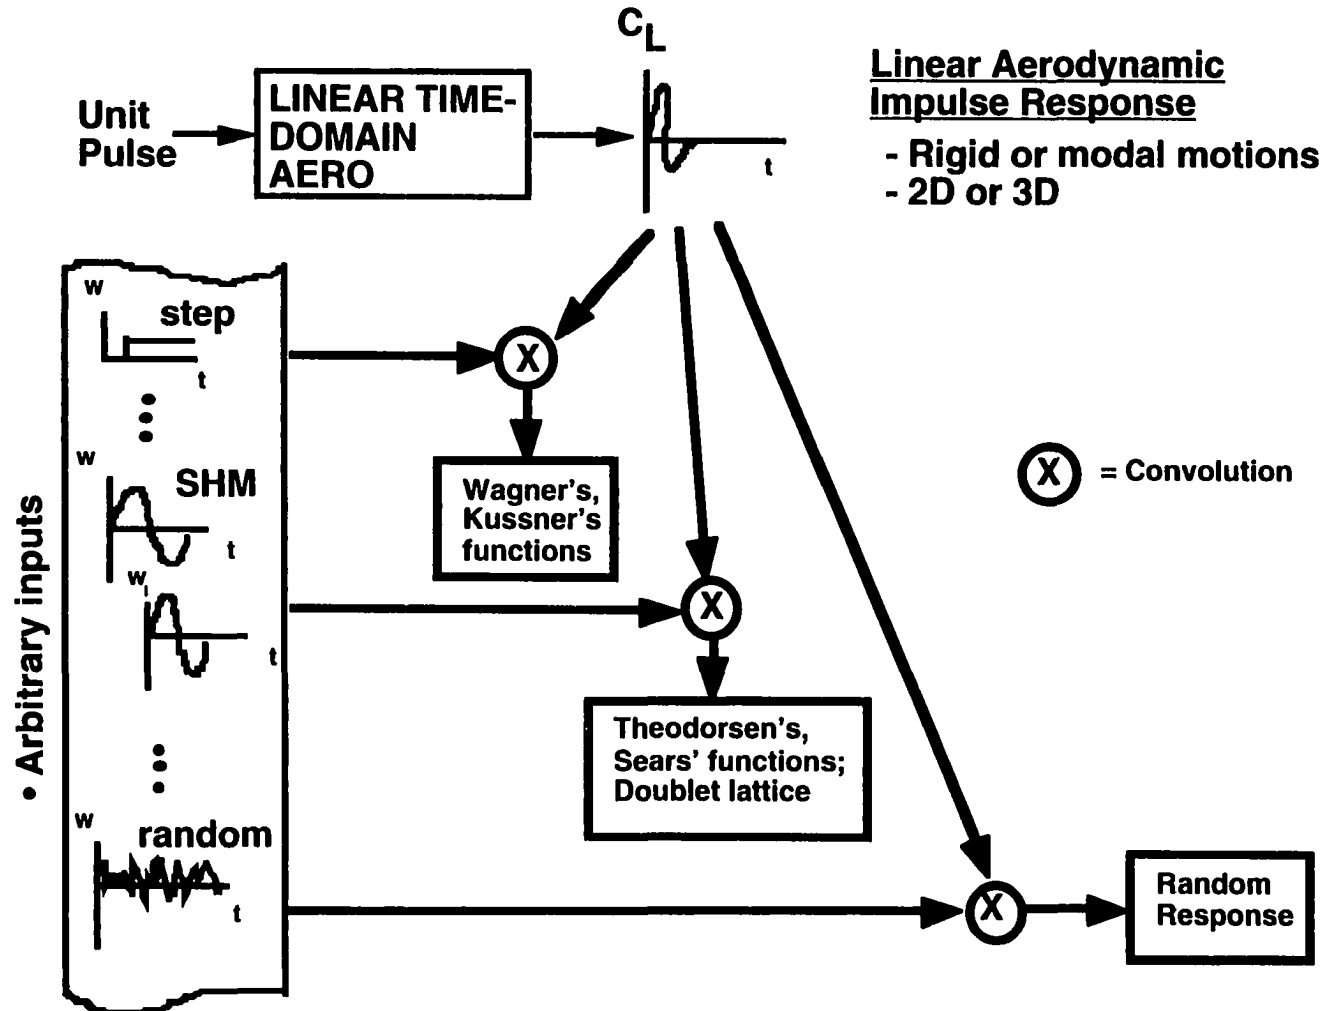 C_L
Linear Aerodynamic
Impulse Response
- Rigid or modal motions
- 2D or 3D
Unit
Pulse
LINEAR TIME-
DOMAIN
AERO
t
w
step
t
X
w
SHM
t
Wagner's,
Kussner's
functions
X
= Convolution
• Arbitrary inputs
w
t
X
Theodorsen's,
Sears' functions;
Doublet lattice
w
random
t
X
Random
Response